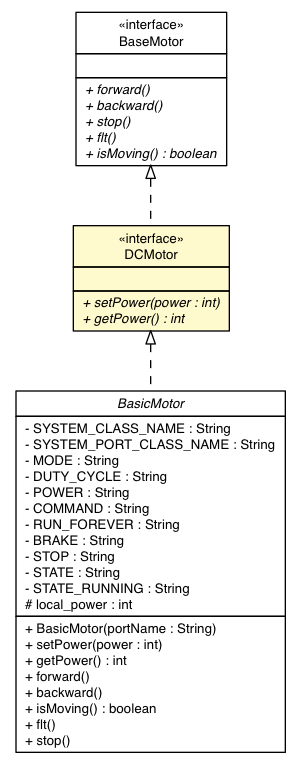 «interface»
BaseMotor
+ forward()
+ backward()
+ stop()
+ flt()
+ isMoving() : boolean
«interface»
DCMotor
+ setPower(power : int)
+ getPower() : int
BasicMotor
- SYSTEM_CLASS_NAME : String
- SYSTEM_PORT_CLASS_NAME : String
- MODE : String
- DUTY_CYCLE : String
- POWER : String
- COMMAND : String
- RUN_FOREVER : String
- BRAKE : String
- STOP : String
- STATE : String
- STATE_RUNNING : String
# local_power : int
+ BasicMotor(portName : String)
+ setPower(power : int)
+ getPower() : int
+ forward()
+ backward()
+ isMoving() : boolean
+ flt()
+ stop()